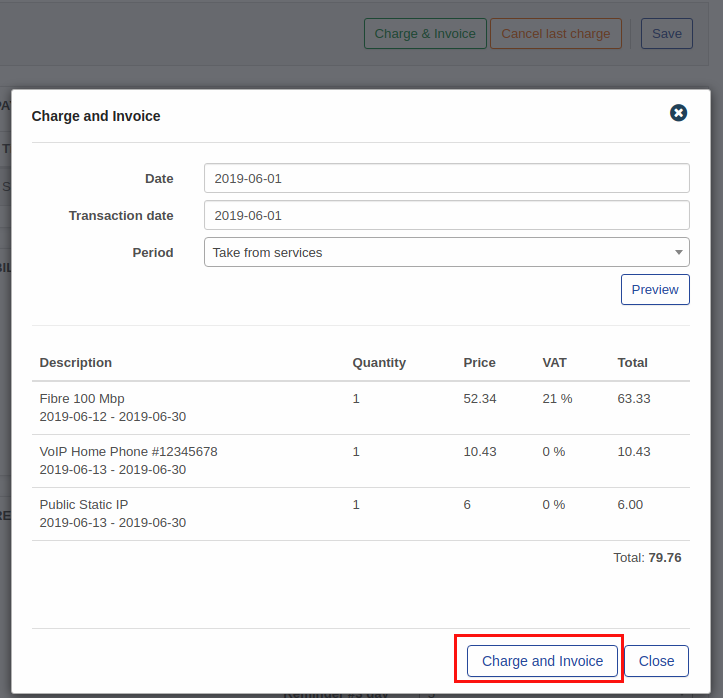 Charge & Invoice Cancel last charge Save
Charge and Invoice
Date 2019-06-01
Transaction date 2019-06-01
Period Take from services
Preview
Description Quantity Price VAT Total
Fibre 100 Mbp 1 52.34 21 % 63.33
2019-06-12 - 2019-06-30
VoIP Home Phone #12345678 1 10.43 0 % 10.43
2019-06-13 - 2019-06-30
Public Static IP 1 6 0 % 6.00
2019-06-13 - 2019-06-30
Total: 79.76
Charge and Invoice Close